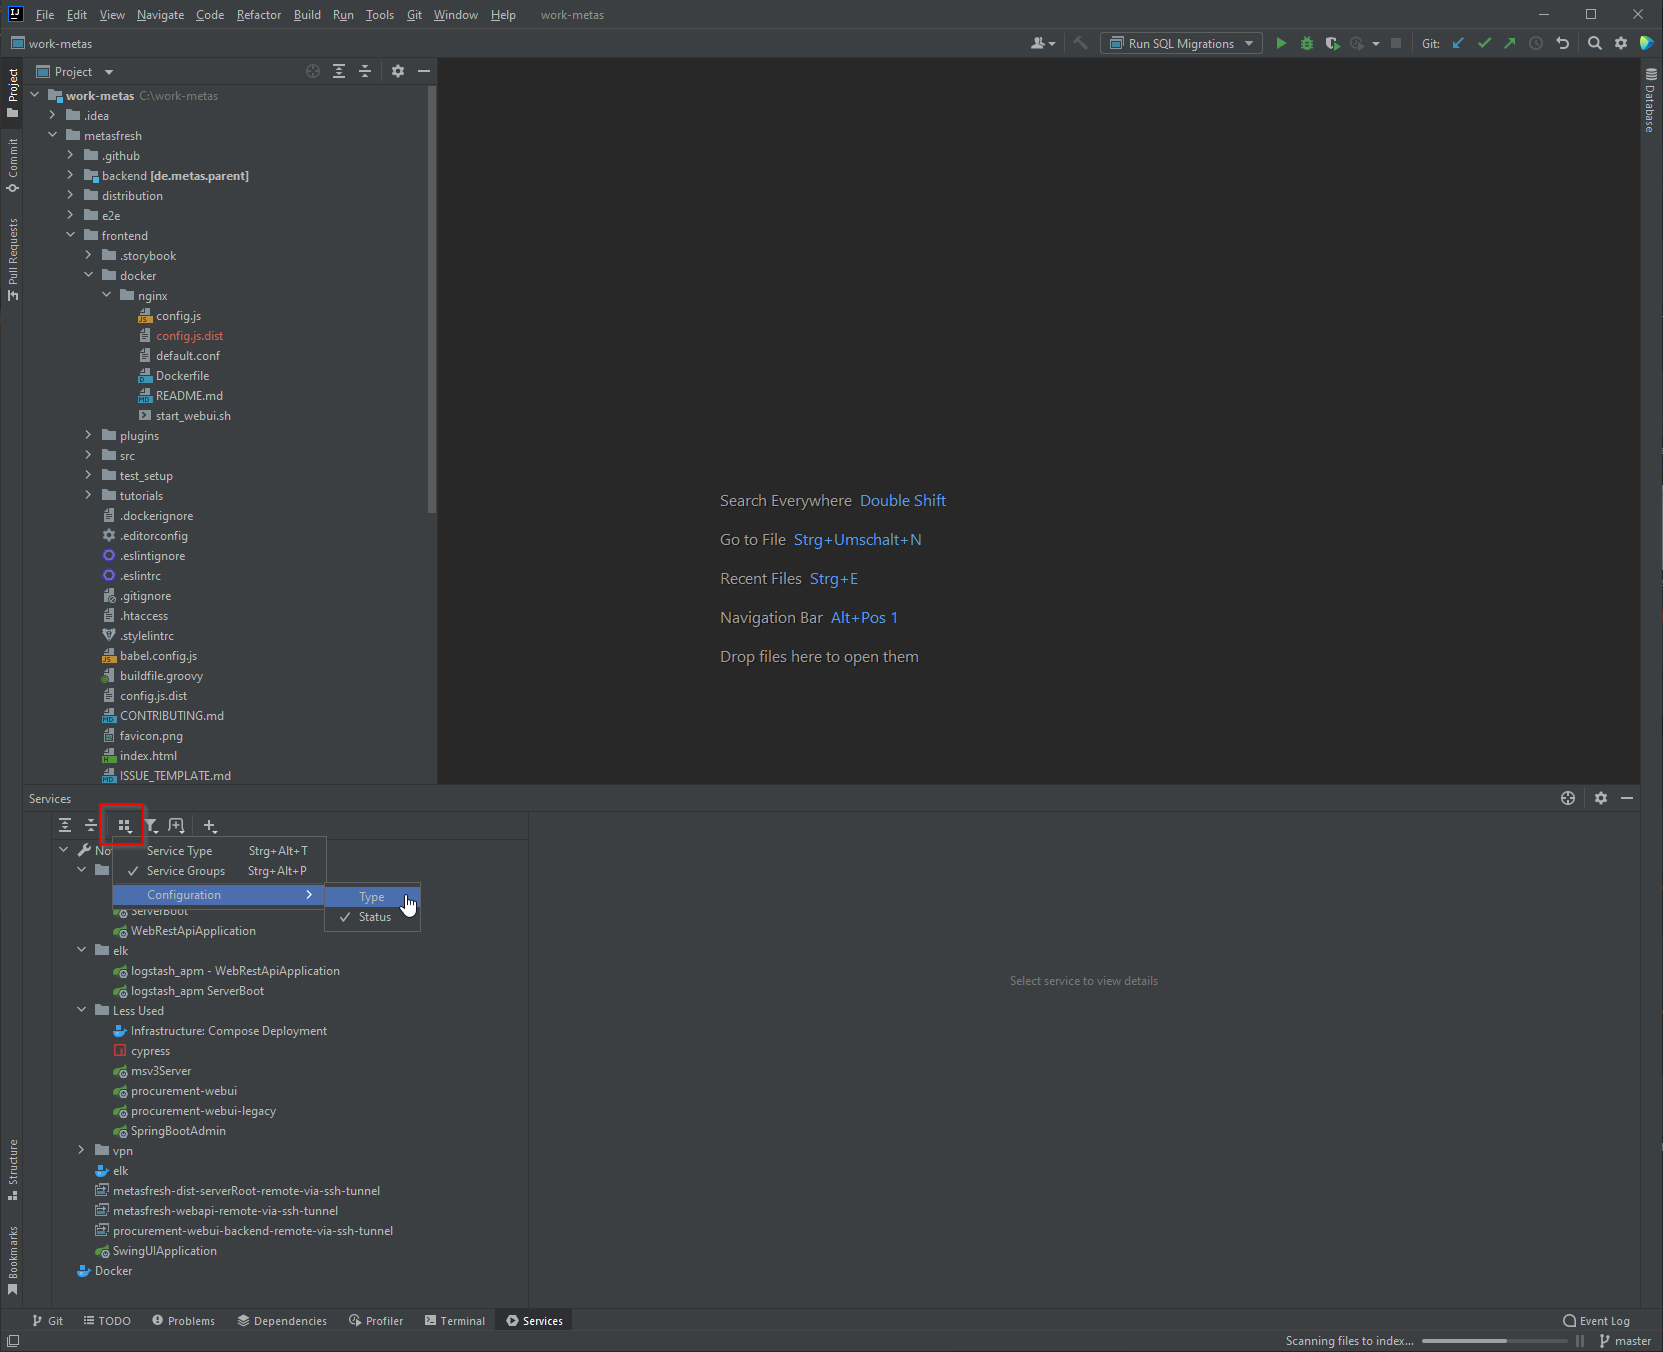 File Edit View Navigate Code Refactor Build Run Tools Git Window Help work-metas
work-metas
Run SQL Migrations
Git:
Project
Project
Commit
Pull Requests
Structure
Bookmarks
Database
work-metas C:\work-metas
.idea
metasfresh
.github
backend [de.metas.parent]
distribution
e2e
frontend
.storybook
docker
nginx
config.js
config.js.dist
default.conf
Dockerfile
README.md
start_webui.sh
plugins
src
test_setup
tutorials
.dockerignore
.editorconfig
.eslintignore
.eslintrc
.gitignore
.htaccess
.stylelintrc
babel.config.js
buildfile.groovy
config.js.dist
CONTRIBUTING.md
favicon.png
index.html
ISSUE_TEMPLATE.md
Search Everywhere Double Shift
Go to File Strg+Umschalt+N
Recent Files Strg+E
Navigation Bar Alt+Pos 1
Drop files here to open them
Services
Service Type Strg+Alt+T
Service Groups Strg+Alt+P
Configuration
Type
Status
ServerBoot
WebRestApiApplication
elk
logstash_apm - WebRestApiApplication
logstash_apm ServerBoot
Less Used
Infrastructure: Compose Deployment
cypress
msv3Server
procurement-webui
procurement-webui-legacy
SpringBootAdmin
vpn
elk
metasfresh-dist-serverRoot-remote-via-ssh-tunnel
metasfresh-webapi-remote-via-ssh-tunnel
procurement-webui-backend-remote-via-ssh-tunnel
SwingUIApplication
Docker
Select service to view details
Git TODO Problems Dependencies Profiler Terminal Services Event Log
Scanning files to index... master